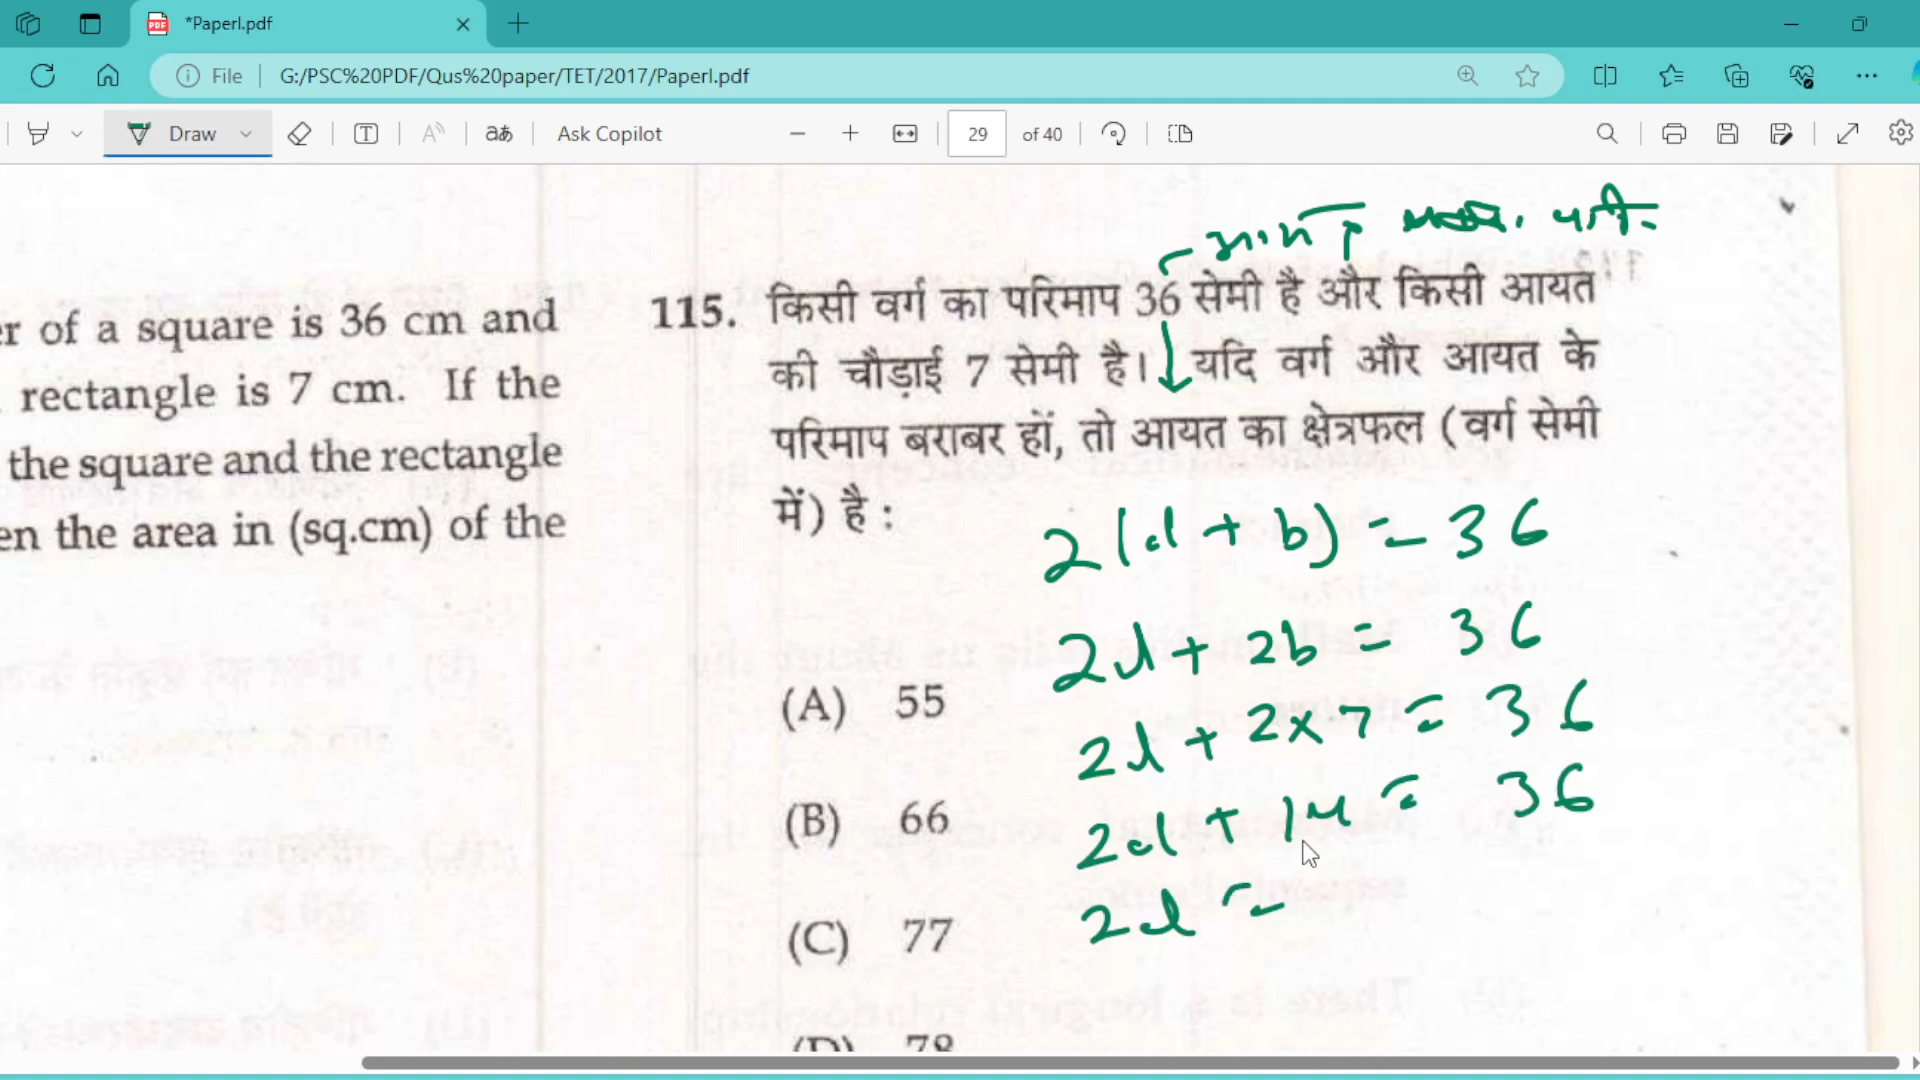 *Paperl.pdf
File G:/PSC%20PDF/Qus%20paper/TET/2017/Paperl.pdf
Draw Ask Copilot 29 of 40
er of a square is 36 cm and
rectangle is 7 cm. If the
the square and the rectangle
en the area in (sq.cm) of the
115. किसी वर्ग का परिमाप 36 सेमी है और किसी आयत
की चौड़ाई 7 सेमी है। यदि वर्ग और आयत के
परिमाप बराबर हों, तो आयत का क्षेत्रफल (वर्ग सेमी
में) है :
2(l + b) = 36
2l + 2b = 36
2l + 2x7 = 36
2l + 14 = 36
2l =
(A) 55
(B) 66
(C) 77
(D) 78